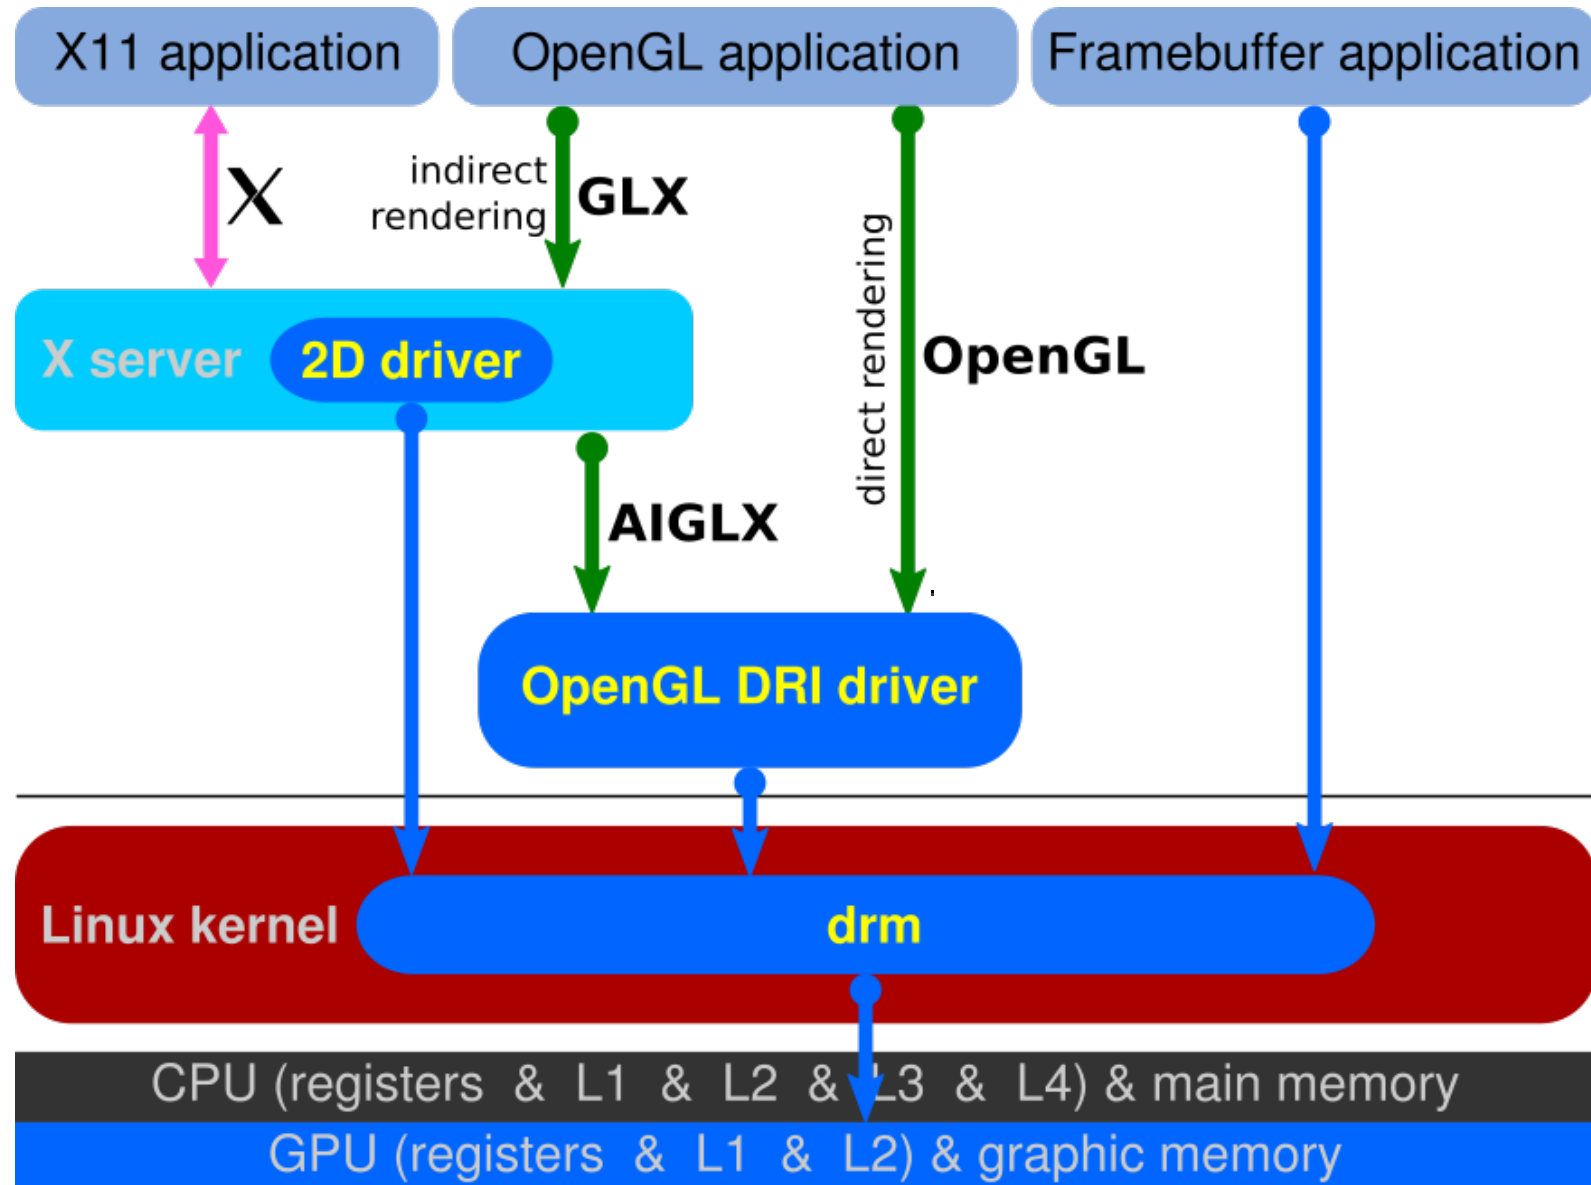 X11 application
OpenGL application
Framebuffer application
X
indirect
rendering
GLX
direct rendering
OpenGL
X server
2D driver
AIGLX
OpenGL DRI driver
Linux kernel
drm
CPU (registers & L1 & L2 & L3 & L4) & main memory
GPU (registers & L1 & L2) & graphic memory